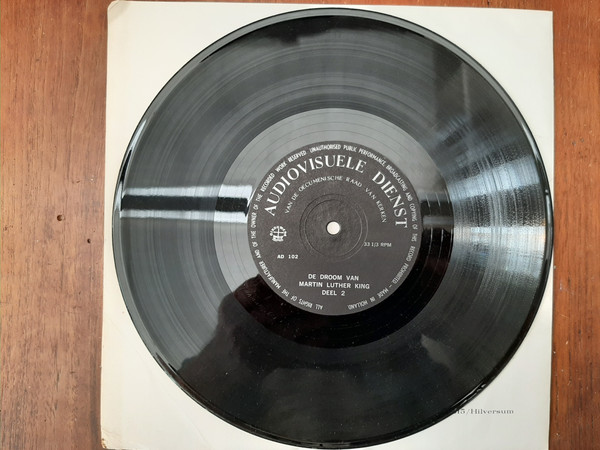 ALL RIGHTS OF THE MANUFACTURER AND OF THE OWNER OF THE RECORDED WORK RESERVED UNAUTHORISED PUBLIC PERFORMANCE, BROADCASTING AND COPYING OF THIS RECORD PROHIBITED - MADE IN HOLLAND
AUDIOVISUELE DIENST
VAN DE OECUMENISCHE RAAD VAN KERKEN
33 1/3 RPM
AD 102
DE DROOM VAN
MARTIN LUTHER KING
DEEL 2
/Hilversum